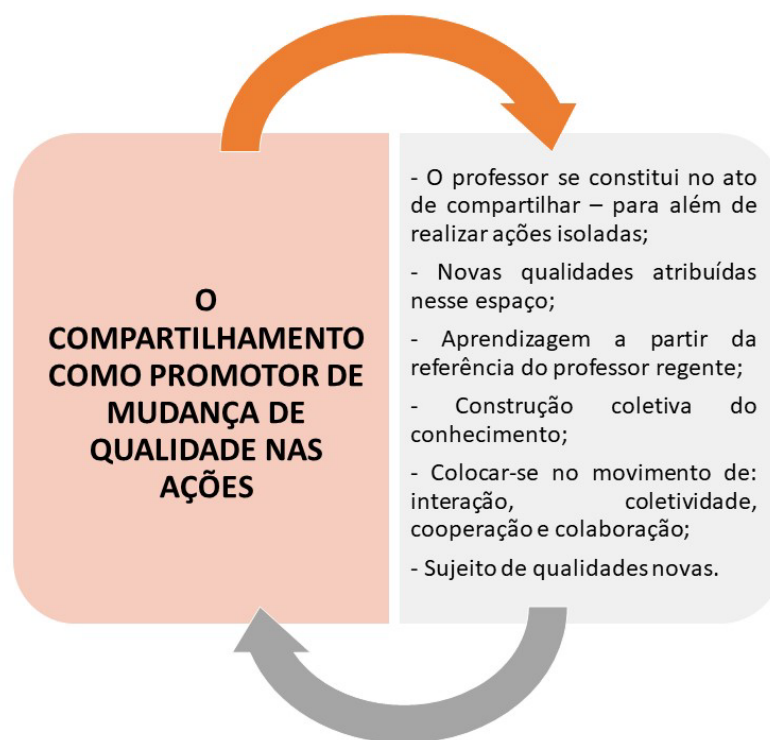 O
COMPARTILHAMENTO
COMO PROMOTOR DE
MUDANÇA DE
QUALIDADE NAS
AÇÕES
- O professor se constitui no ato
de compartilhar – para além de
realizar ações isoladas;
- Novas qualidades atribuídas
nesse espaço;
- Aprendizagem a partir da
referência do professor regente;
- Construção coletiva do
conhecimento;
- Colocar-se no movimento de:
interação, coletividade,
cooperação e colaboração;
- Sujeito de qualidades novas.